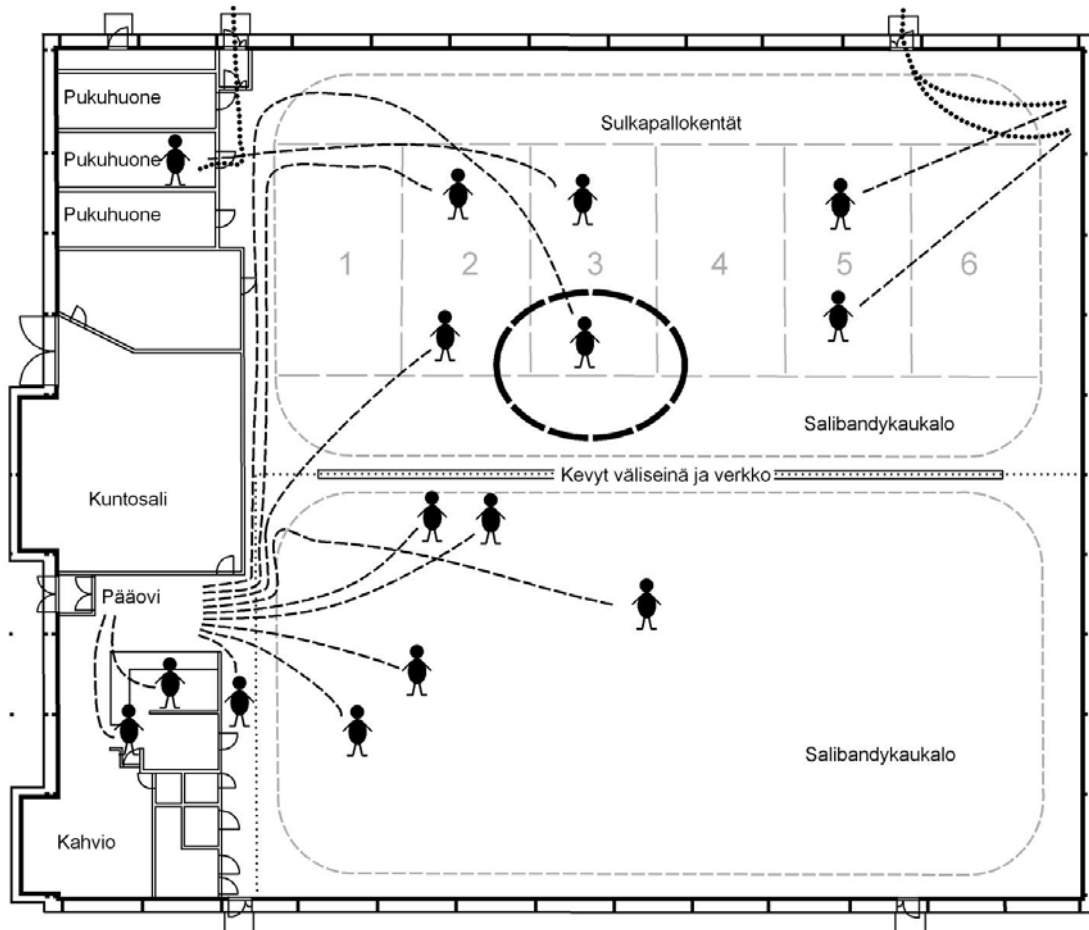 Pukuhuone
Sulkapallokentät
Pukuhuone
Pukuhuone
1 2 3 4 5 6
Salibandykaukalo
Kevyt väliseinä ja verkko
Kuntosali
Pääovi
Salibandykaukalo
Kahvio